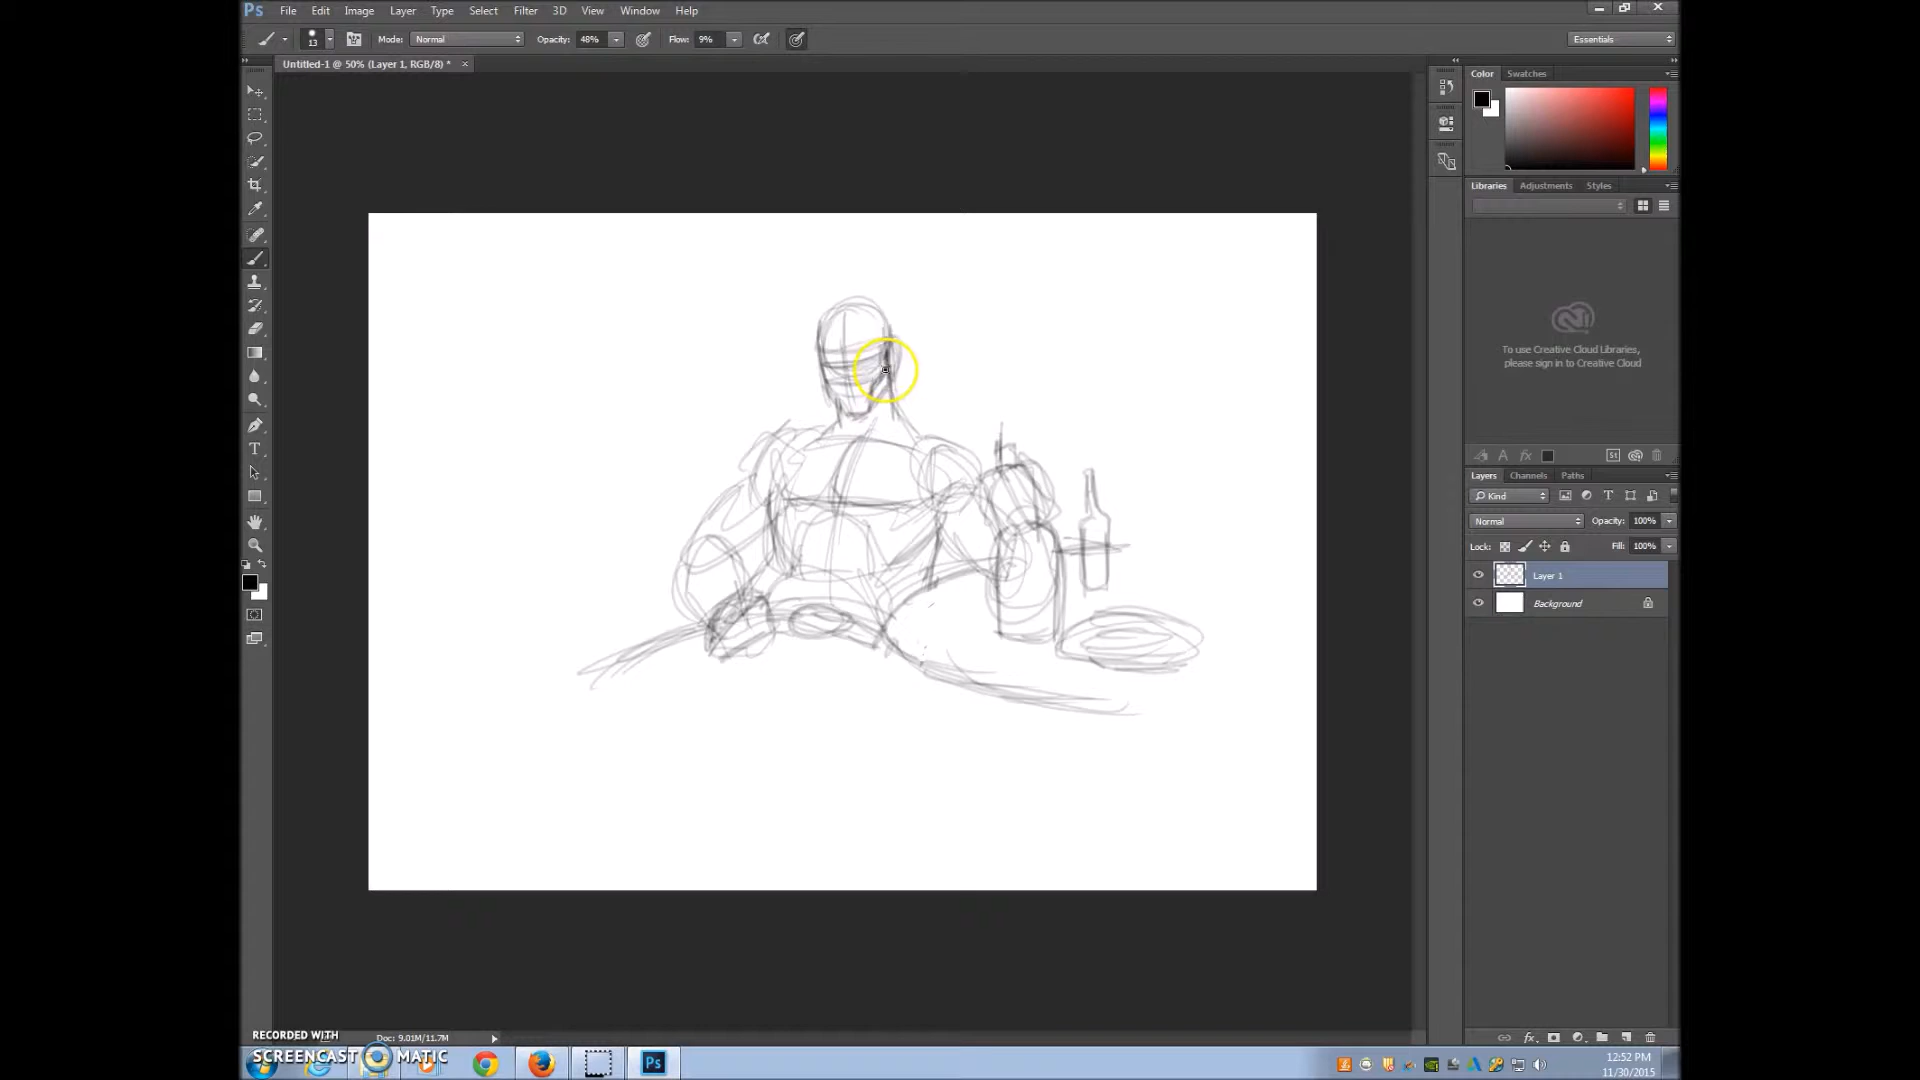 Ps File Edit Image Layer Type Select Filter 3D View Window Help
13 Mode: Normal Opacity: 48% Flow: 9% Essentials
Untitled-1 @ 50% (Layer 1, RGB/8) * ×
Color Swatches
Libraries Adjustments Styles
To use Creative Cloud Libraries,
please sign in to Creative Cloud
St
Layers Channels Paths
Kind
Normal Opacity: 100%
Lock: Fill: 100%
Layer 1
Background
Doc: 9.01M/11.7M
RECORDED WITH
SCREENCAST MATIC
Ps
12:52 PM
11/30/2015